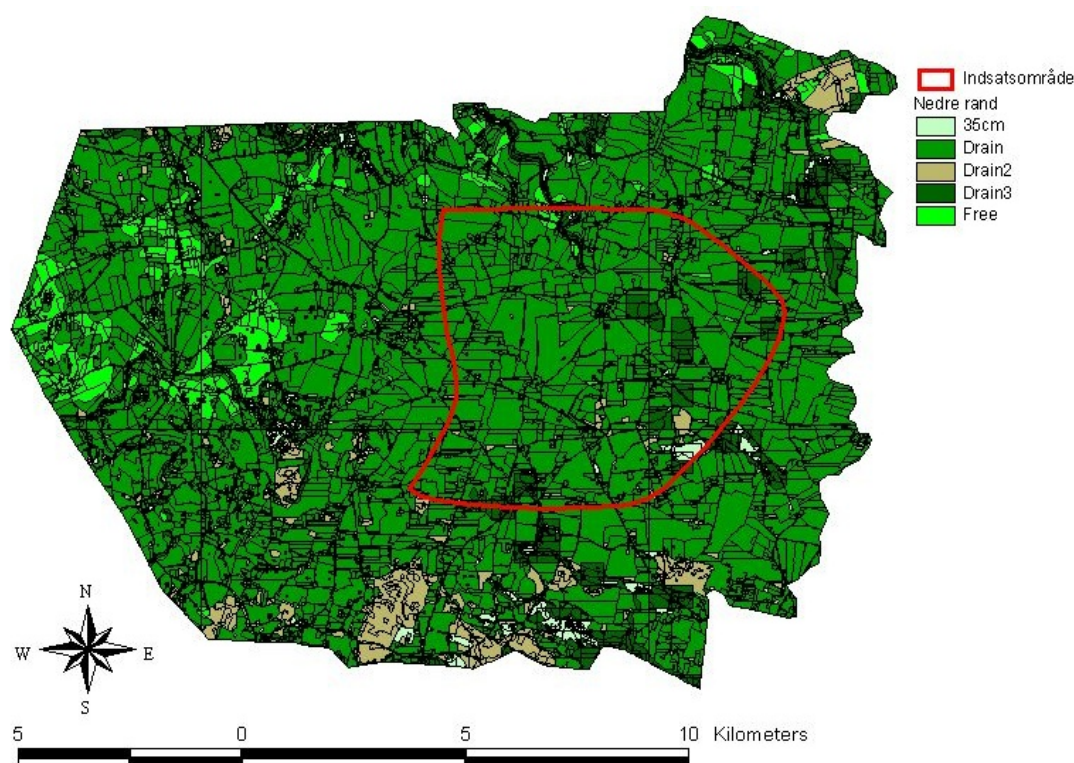 Indsatsområde
Nedre rand
35cm
Drain
Drain2
Drain3
Free
N
W E
S
5 0 5 10 Kilometers